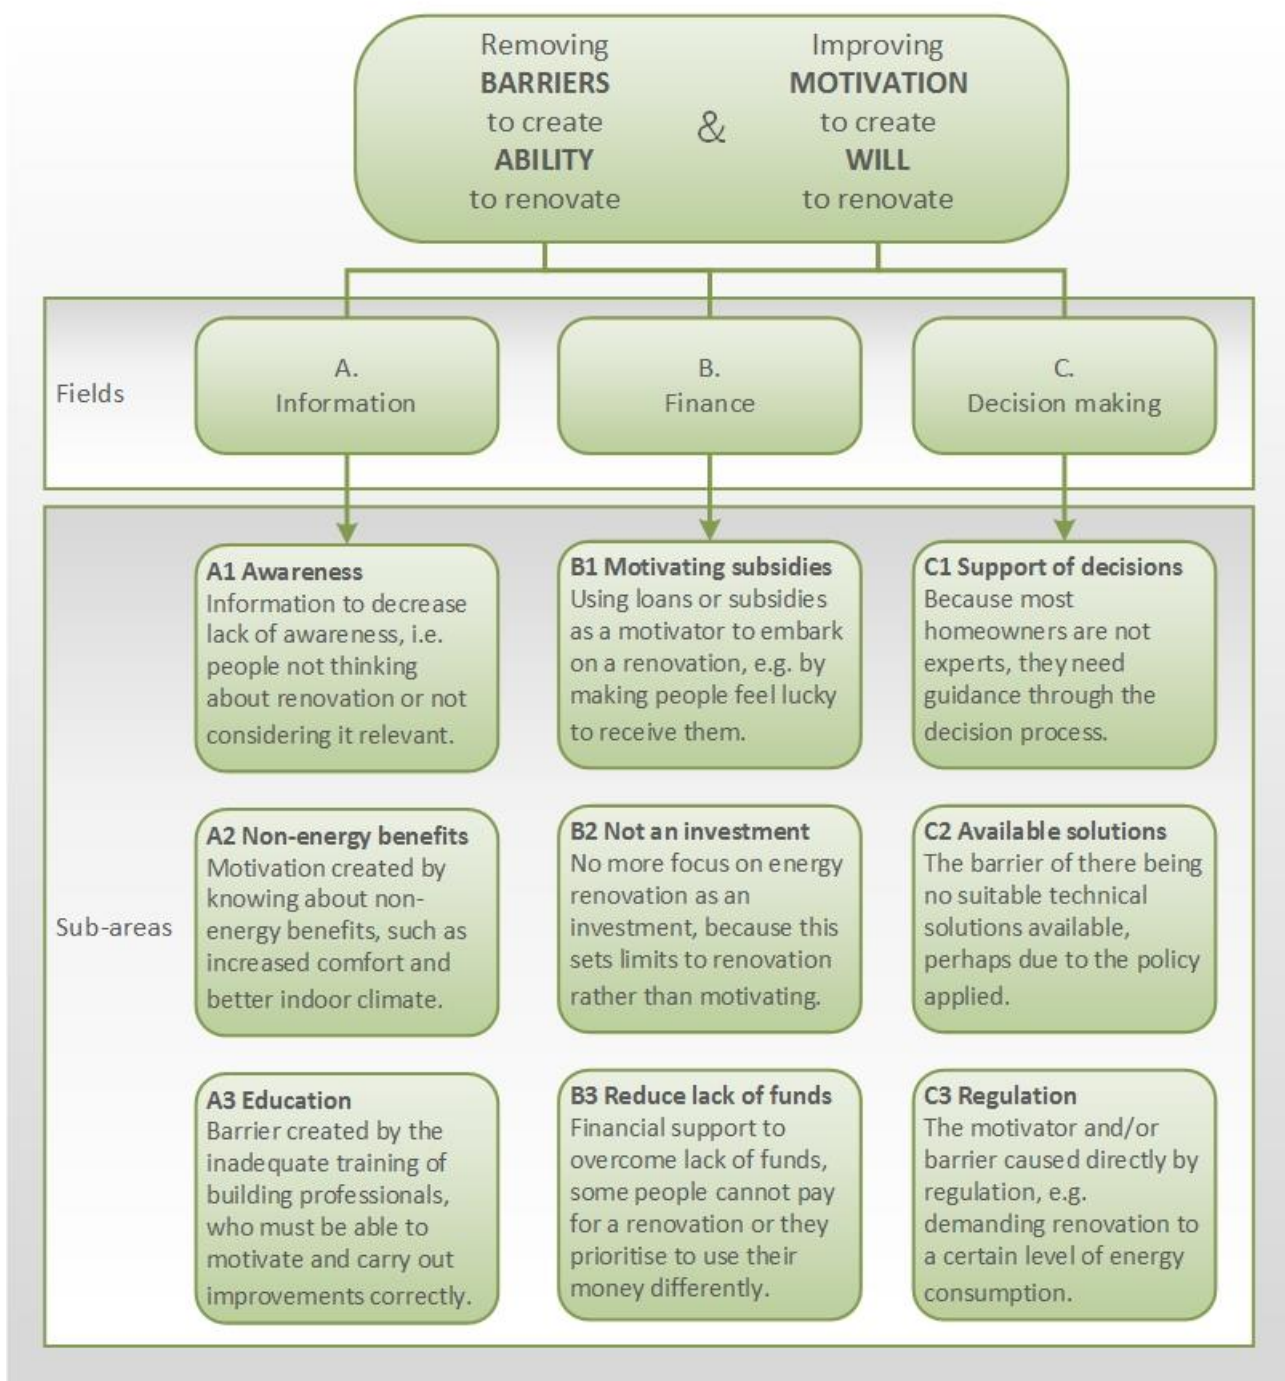 Removing
BARRIERS
to create
ABILITY
to renovate
&
Improving
MOTIVATION
to create
WILL
to renovate
Fields
A.
Information
B.
Finance
C.
Decision making
Sub-areas
A1 Awareness
Information to decrease
lack of awareness, i.e.
people not thinking
about renovation or not
considering it relevant.
B1 Motivating subsidies
Using loans or subsidies
as a motivator to embark
on a renovation, e.g. by
making people feel lucky
to receive them.
C1 Support of decisions
Because most
homeowners are not
experts, they need
guidance through the
decision process.
A2 Non-energy benefits
Motivation created by
knowing about non-
energy benefits, such as
increased comfort and
better indoor climate.
B2 Not an investment
No more focus on energy
renovation as an
investment, because this
sets limits to renovation
rather than motivating.
C2 Available solutions
The barrier of there being
no suitable technical
solutions available,
perhaps due to the policy
applied.
A3 Education
Barrier created by the
inadequate training of
building professionals,
who must be able to
motivate and carry out
improvements correctly.
B3 Reduce lack of funds
Financial support to
overcome lack of funds,
some people cannot pay
for a renovation or they
prioritise to use their
money differently.
C3 Regulation
The motivator and/or
barrier caused directly by
regulation, e.g.
demanding renovation to
a certain level of energy
consumption.